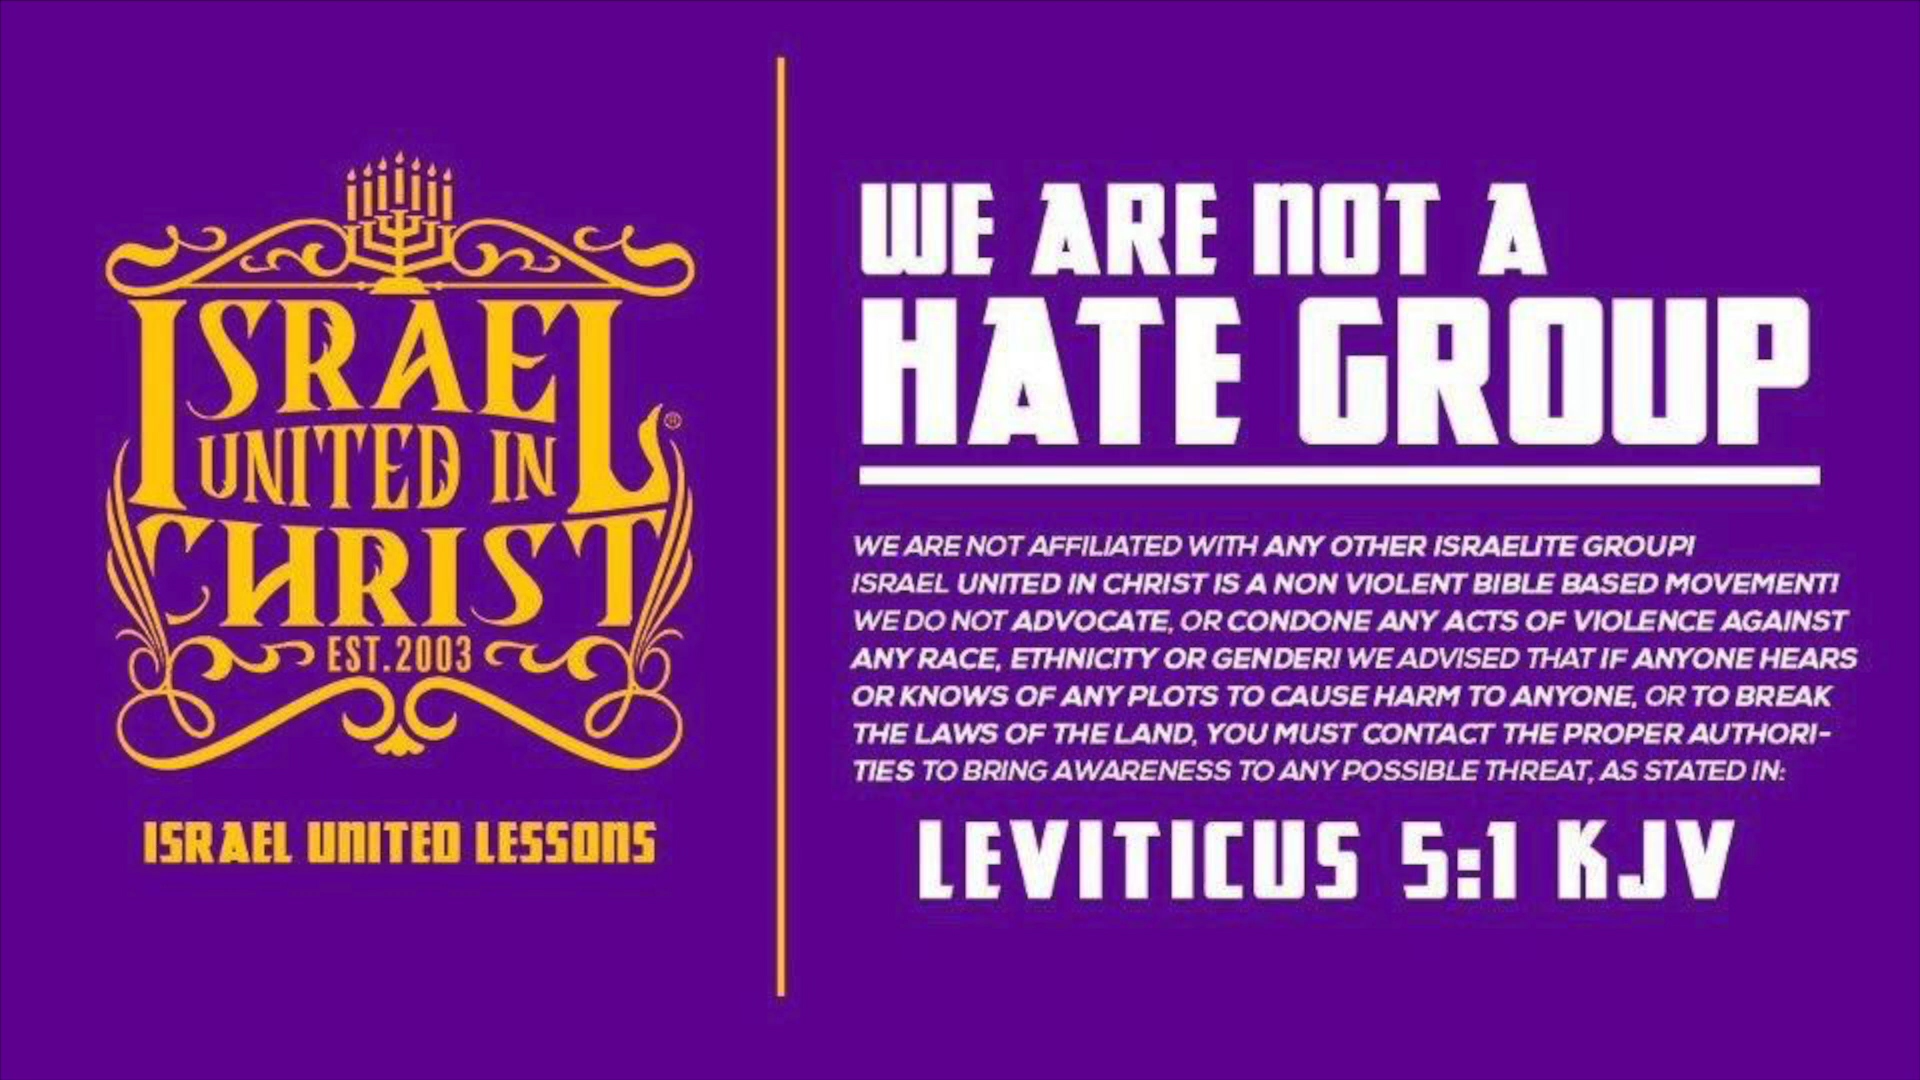 ISRAEL
UNITED IN
CHRIST
EST.2003
ISRAEL UNITED LESSONS
WE ARE NOT A
HATE GROUP
WE ARE NOT AFFILIATED WITH ANY OTHER ISRAELITE GROUP!
ISRAEL UNITED IN CHRIST IS A NON VIOLENT BIBLE BASED MOVEMENT!
WE DO NOT ADVOCATE, OR CONDONE ANY ACTS OF VIOLENCE AGAINST
ANY RACE, ETHNICITY OR GENDER! WE ADVISED THAT IF ANYONE HEARS
OR KNOWS OF ANY PLOTS TO CAUSE HARM TO ANYONE, OR TO BREAK
THE LAWS OF THE LAND, YOU MUST CONTACT THE PROPER AUTHORI-
TIES TO BRING AWARENESS TO ANY POSSIBLE THREAT, AS STATED IN:
LEVITICUS 5:1 KJV